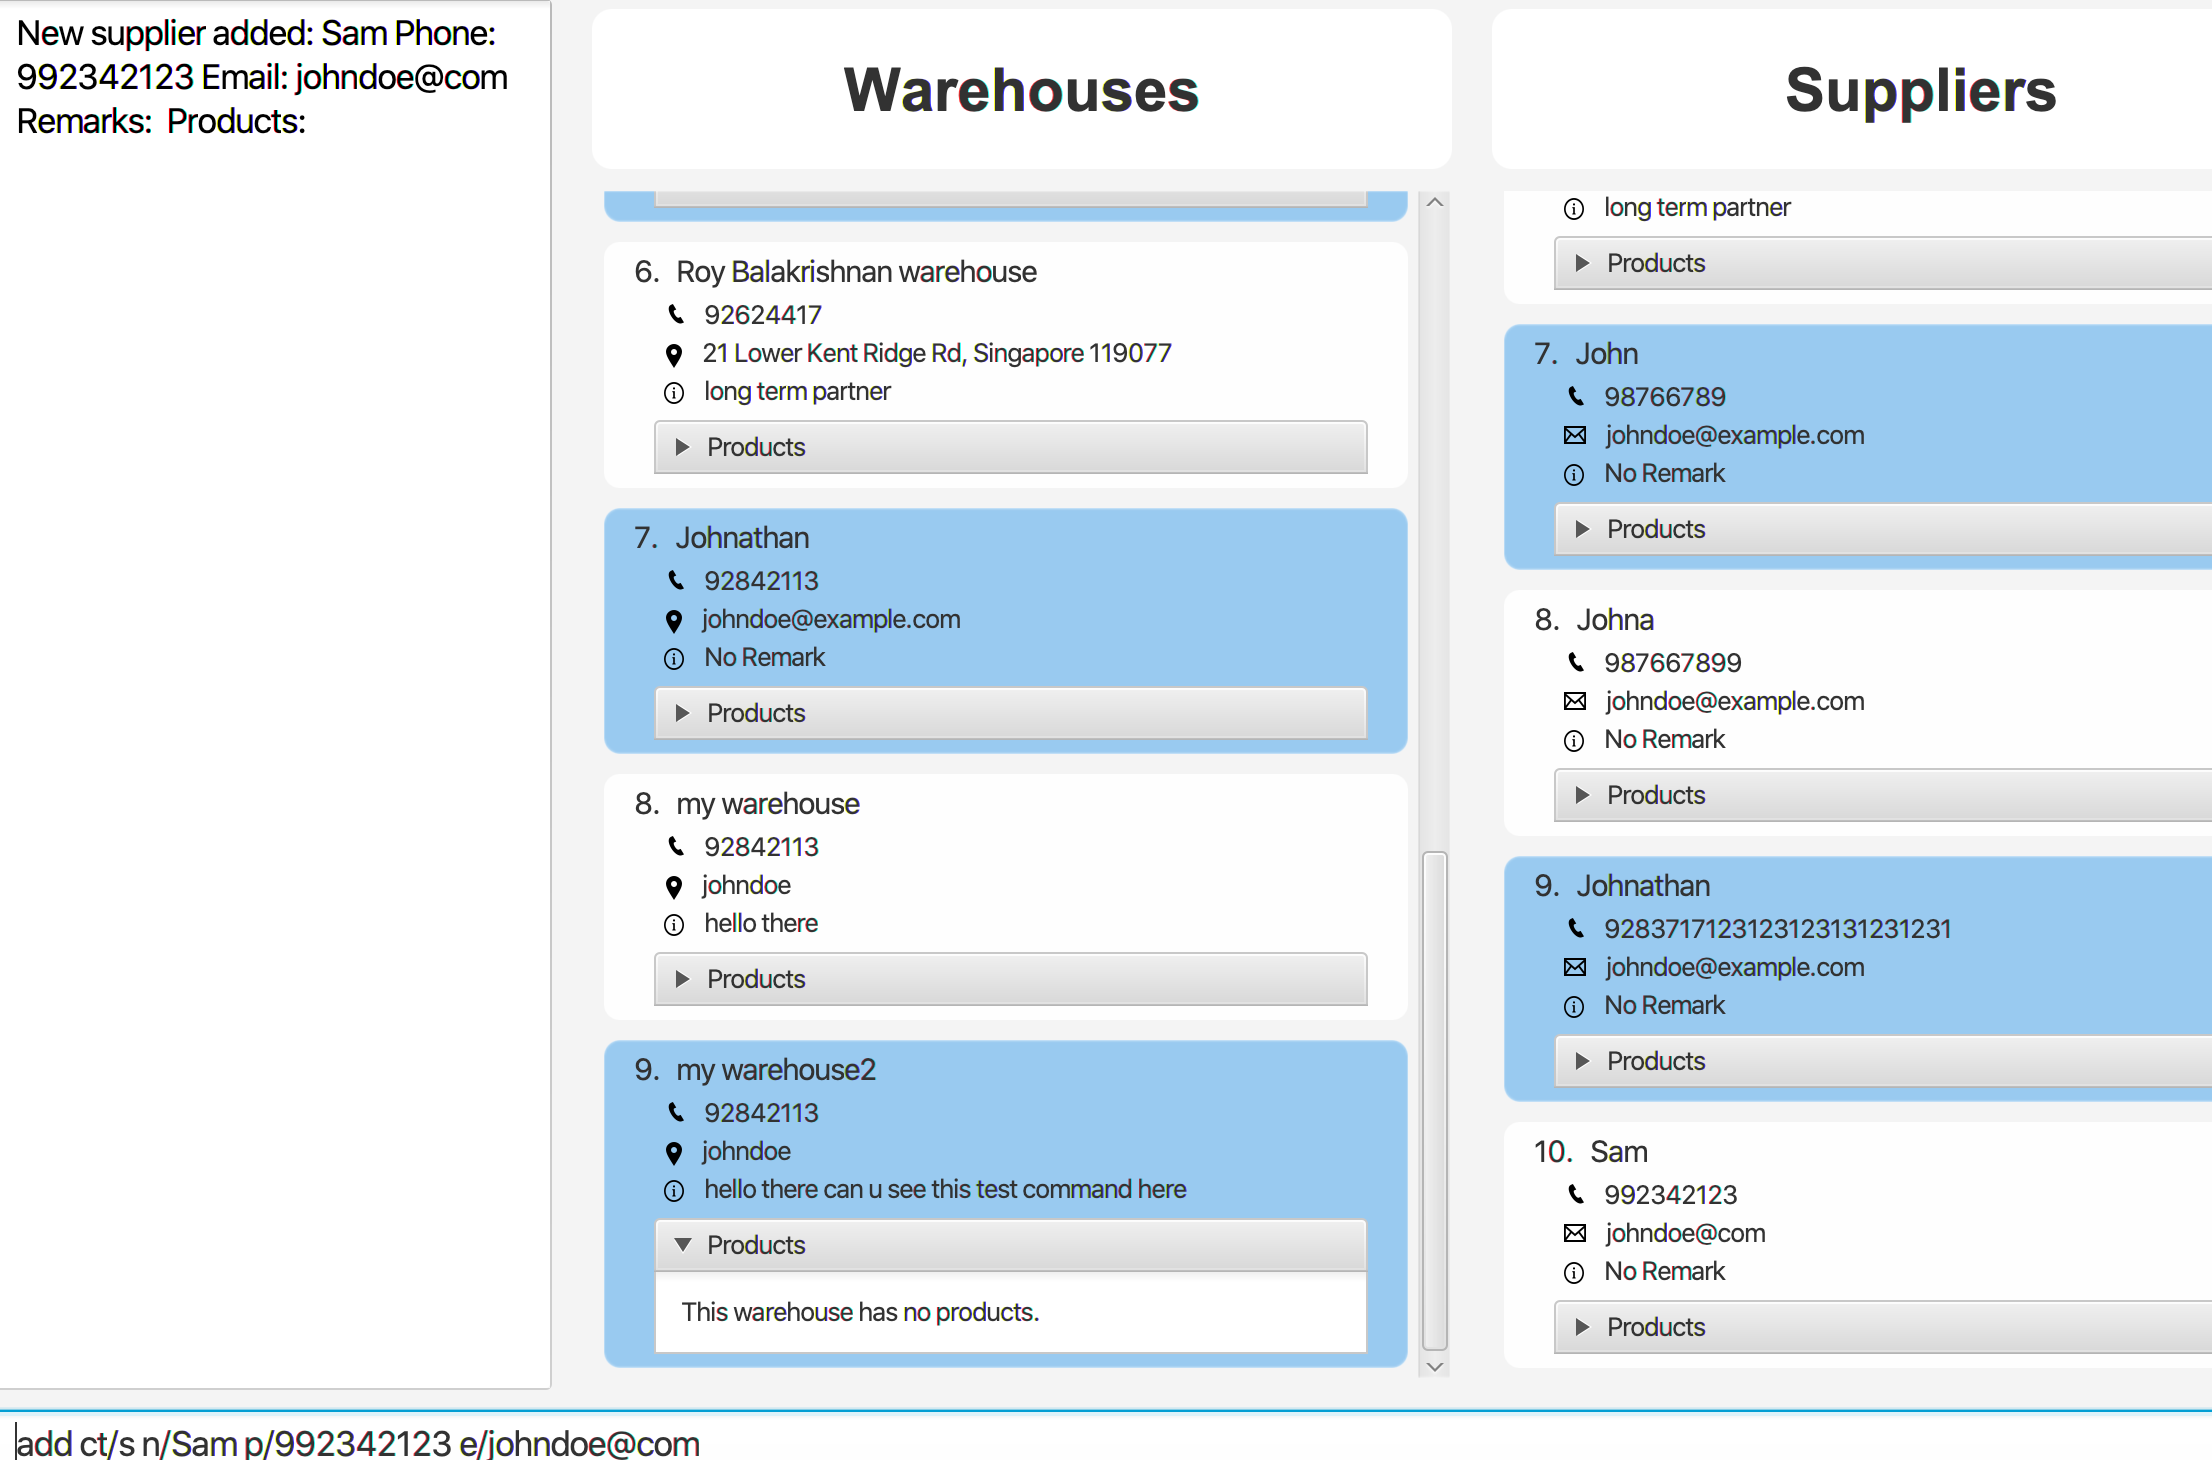 New supplier added: Sam Phone:
992342123 Email: johndoe@com
Remarks:  Products:
Warehouses
6. Roy Balakrishnan warehouse
92624417
21 Lower Kent Ridge Rd, Singapore 119077
long term partner
Products
7. Johnathan
92842113
johndoe@example.com
No Remark
Products
8. my warehouse
92842113
johndoe
hello there
Products
9. my warehouse2
92842113
johndoe
hello there can u see this test command here
Products
This warehouse has no products.
Suppliers
long term partner
Products
7. John
98766789
johndoe@example.com
No Remark
Products
8. Johna
987667899
johndoe@example.com
No Remark
Products
9. Johnathan
9283717123123123131231231
johndoe@example.com
No Remark
Products
10. Sam
992342123
johndoe@com
No Remark
Products
add ct/s n/Sam p/992342123 e/johndoe@com